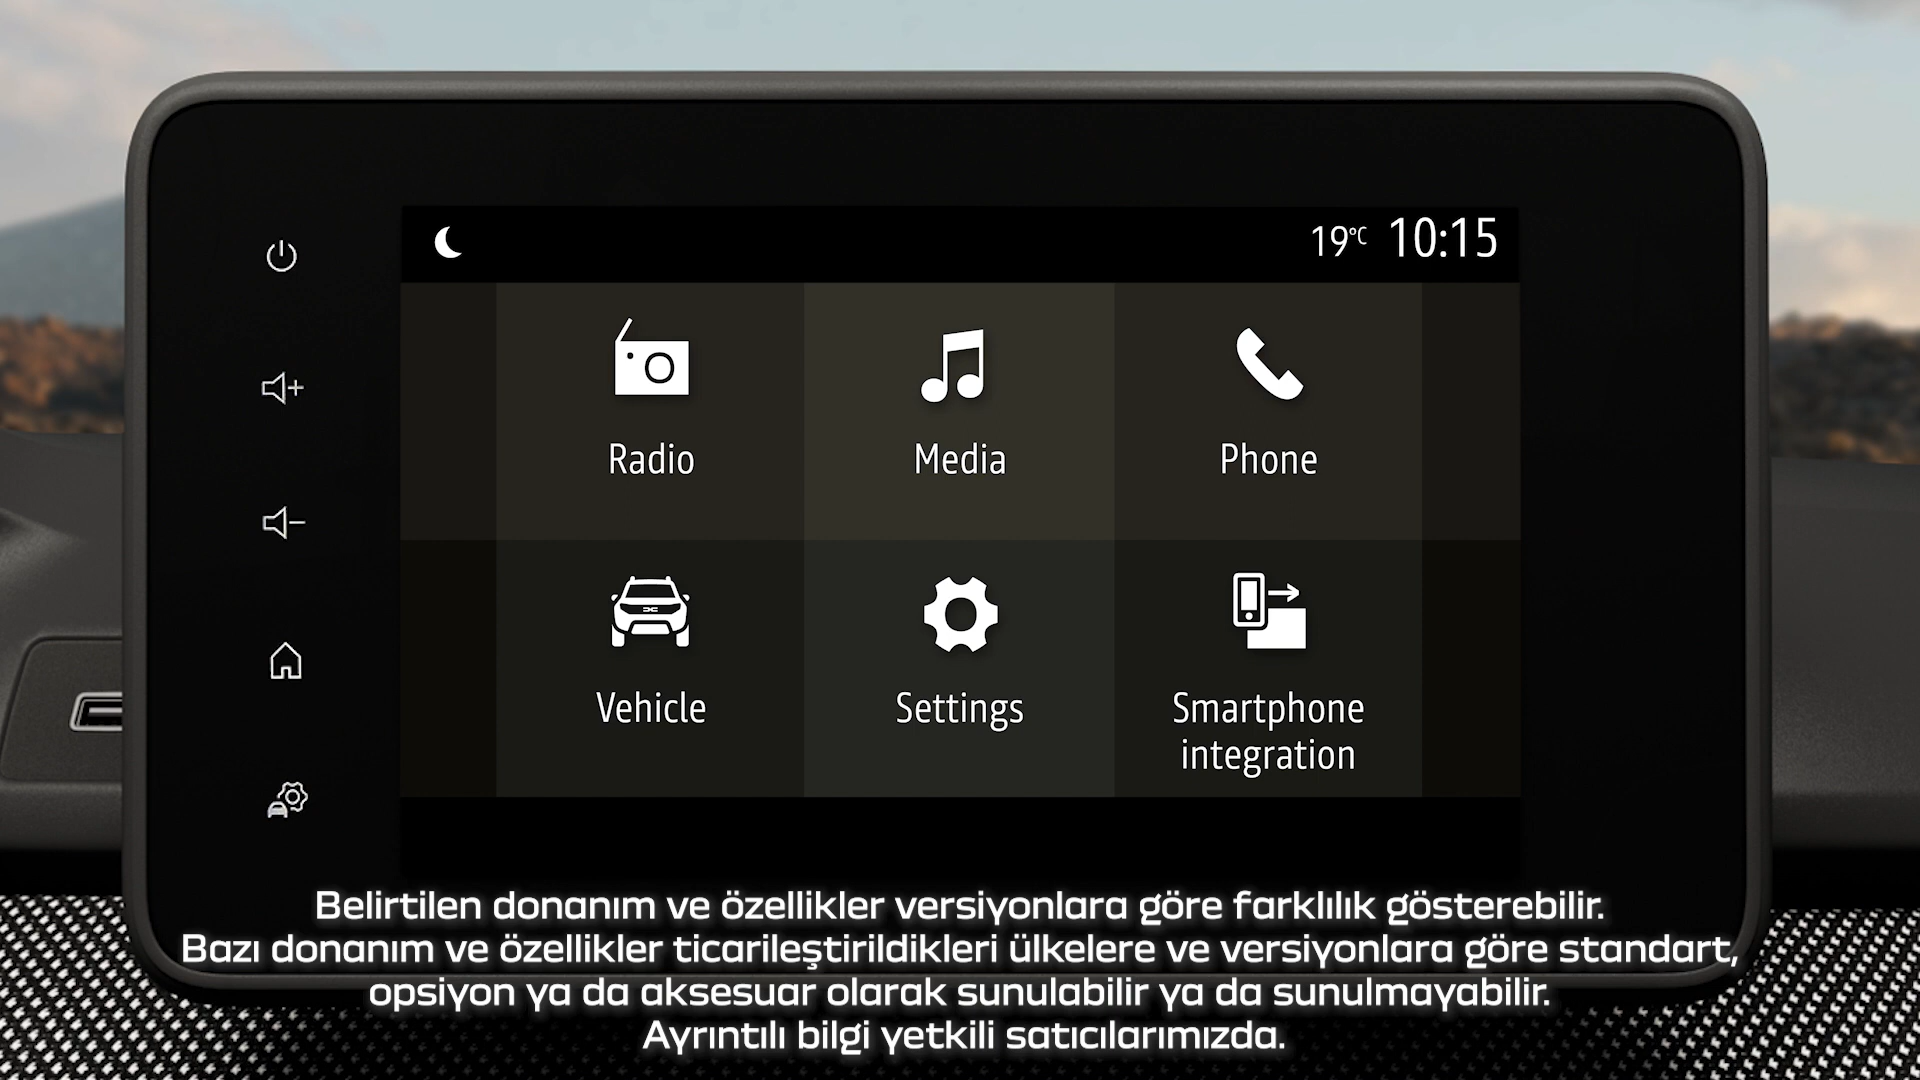 19°C 10:15
Radio Media Phone
Vehicle Settings Smartphone
integration
Belirtilen donanım ve özellikler versiyonlara göre farklılık gösterebilir.
Bazı donanım ve özellikler ticarileştirildikleri ülkelere ve versiyonlara göre standart,
opsiyon ya da aksesuar olarak sunulabilir ya da sunulmayabilir.
Ayrıntılı bilgi yetkili satıcılarımızda.